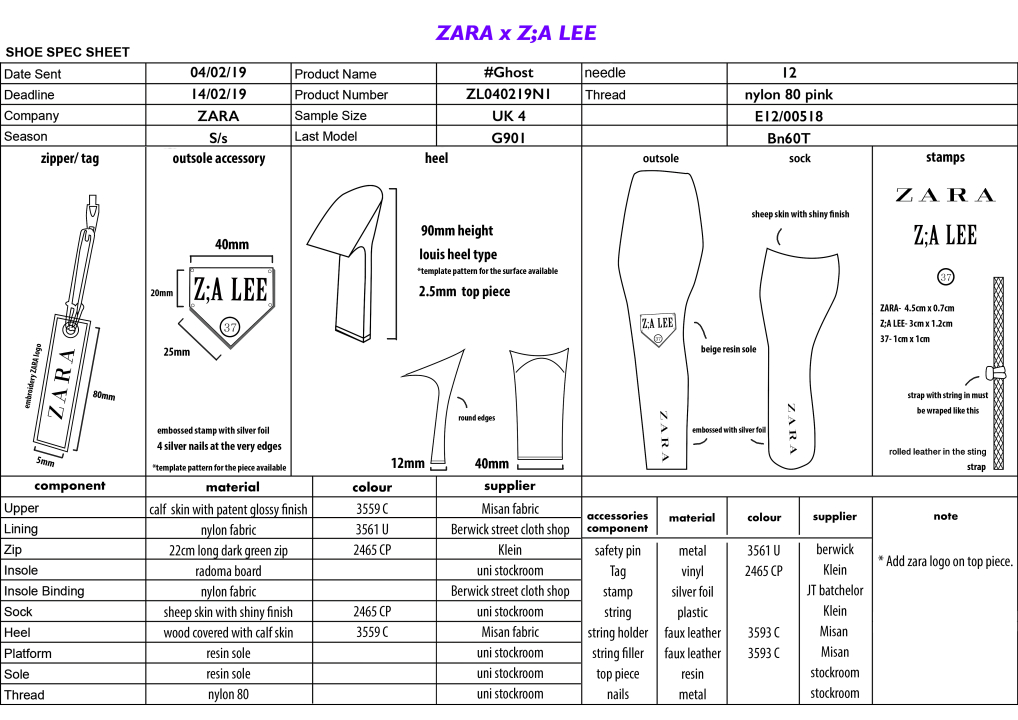 ZARA x Z;A LEE
SHOE SPEC SHEET
Date Sent 04/02/19 Product Name #Ghost needle 12
Deadline 14/02/19 Product Number ZL040219N1 Thread nylon 80 pink
Company ZARA Sample Size UK 4 E12/00518
Season S/s Last Model G901 Bn60T
zipper/ tag
embroidery ZARA logo
ZARA
80mm
5mm
outsole accessory
40mm
20mm
Z;A LEE
37
25mm
embossed stamp with silver foil
4 silver nails at the very edges
*template pattern for the piece available
heel
90mm height
louis heel type
*template pattern for the surface available
2.5mm top piece
round edges
12mm
40mm
outsole
sock
sheep skin with shiny finish
Z;A LEE
37
beige resin sole
ZARA
embossed with silver foil
ZARA
stamps
ZARA
Z;A LEE
37
ZARA- 4.5cm x 0.7cm
Z;A LEE- 3cm x 1.2cm
37- 1cm x 1cm
strap with string in must
be wraped like this
rolled leather in the sting
strap
component material colour supplier
Upper calf skin with patent glossy finish 3559 C Misan fabric
Lining nylon fabric 3561 U Berwick street cloth shop
Zip 22cm long dark green zip 2465 CP Klein
Insole radoma board uni stockroom
Insole Binding nylon fabric Berwick street cloth shop
Sock sheep skin with shiny finish 2465 CP uni stockroom
Heel wood covered with calf skin 3559 C Misan fabric
Platform resin sole uni stockroom
Sole resin sole uni stockroom
Thread nylon 80 uni stockroom
accessories
component material colour supplier
safety pin metal 3561 U berwick
Tag vinyl 2465 CP Klein
stamp silver foil JT batchelor
string plastic Klein
string holder faux leather 3593 C Misan
string filler faux leather 3593 C Misan
top piece resin stockroom
nails metal stockroom
note
* Add zara logo on top piece.